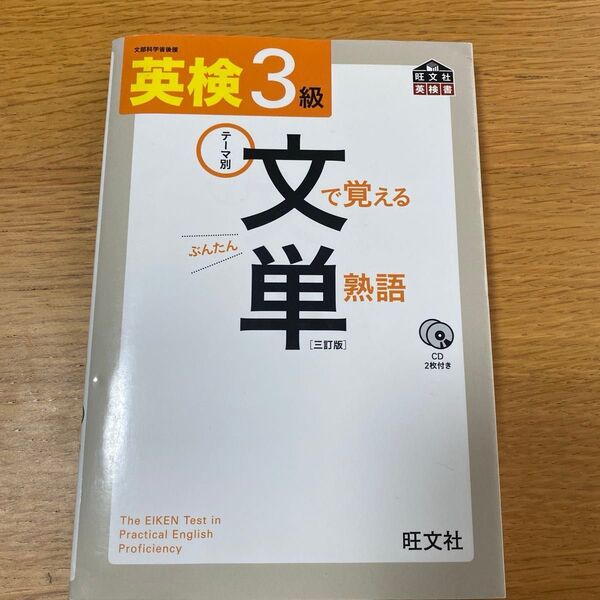 文部科学省後援
英検3級
旺文社
英検書
テーマ別
文で覚える
ぶんたん
単熟語
[三訂版]
CD
2枚付き
The EIKEN Test in
Practical English
Proficiency
旺文社